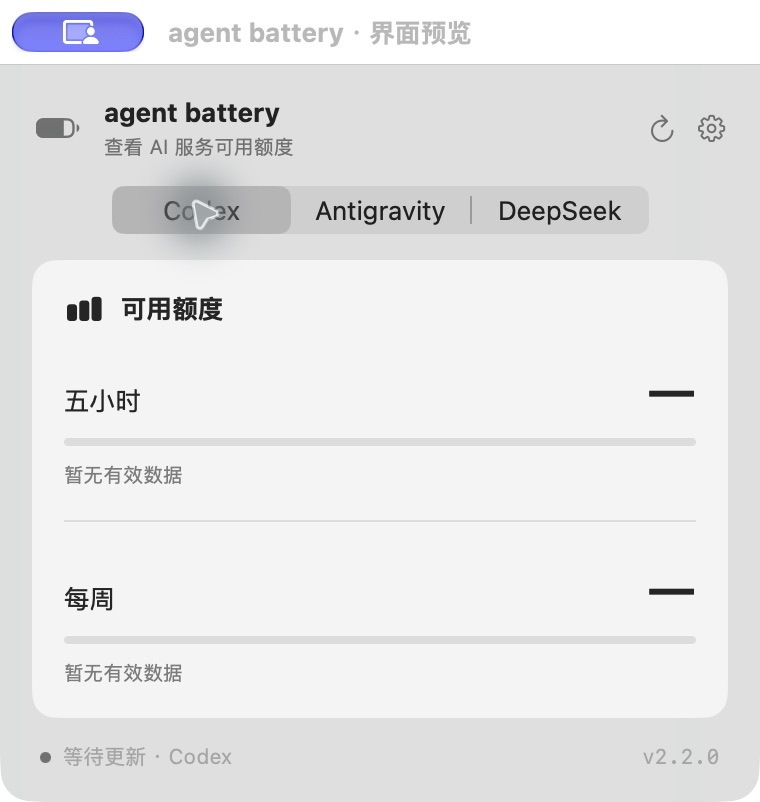 agent battery · 界面预览
agent battery
查看 AI 服务可用额度
Codex Antigravity DeepSeek
可用额度
五小时 —
暂无有效数据
每周 —
暂无有效数据
等待更新 · Codex v2.2.0